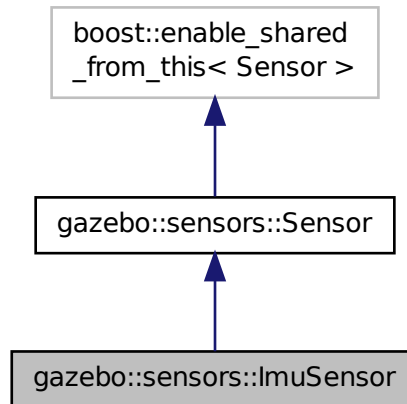 boost::enable_shared
_from_this< Sensor >
gazebo::sensors::Sensor
gazebo::sensors::ImuSensor